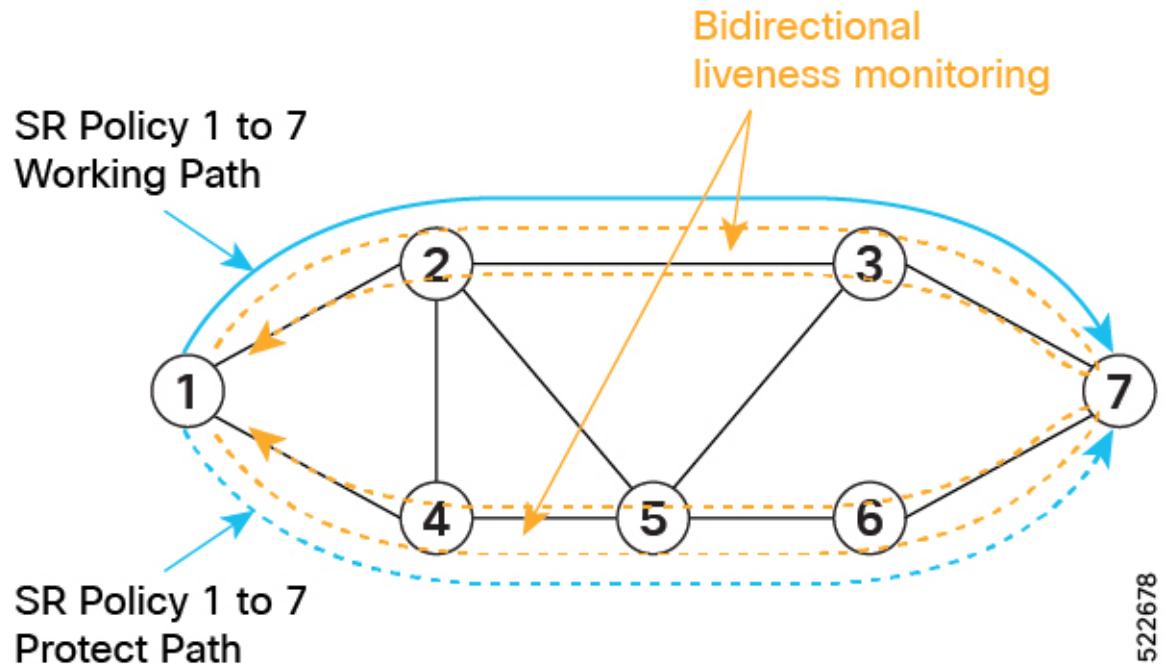 Bidirectional
liveness monitoring
SR Policy 1 to 7
Working Path
2
3
1
7
4
5
6
SR Policy 1 to 7
Protect Path
522678